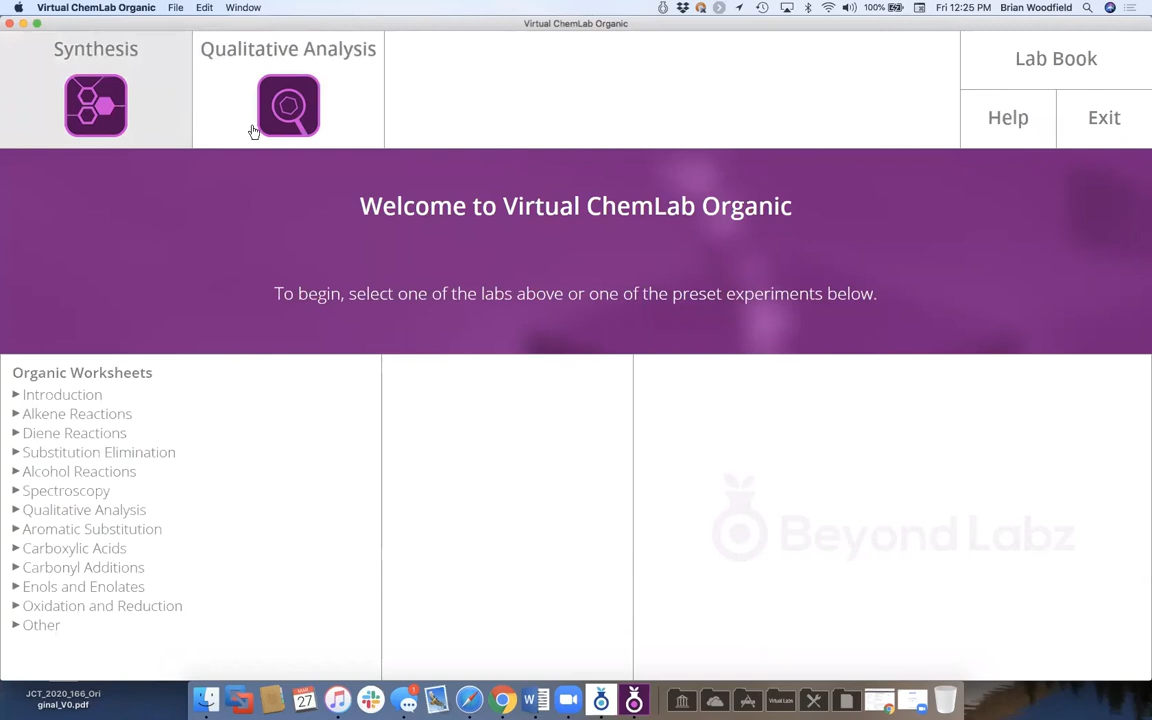 Virtual ChemLab Organic File Edit Window 100% Fri 12:25 PM Brian Woodfield
Virtual ChemLab Organic
Synthesis
Qualitative Analysis
Lab Book
Help
Exit
Welcome to Virtual ChemLab Organic
To begin, select one of the labs above or one of the preset experiments below.
Organic Worksheets
Introduction
Alkene Reactions
Diene Reactions
Substitution Elimination
Alcohol Reactions
Spectroscopy
Qualitative Analysis
Aromatic Substitution
Carboxylic Acids
Carbonyl Additions
Enols and Enolates
Oxidation and Reduction
Other
Beyond Labz
JCT_2020_166_Ori
ginal_V0.pdf
MAR
27
1